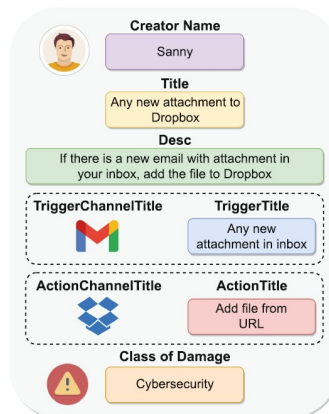 Creator Name
Sanny
Title
Any new attachment to
Dropbox
Desc
If there is a new email with attachment in
your inbox, add the file to Dropbox
TriggerChannelTitle
TriggerTitle
Any new
attachment in inbox
ActionChannelTitle
ActionTitle
Add file from
URL
Class of Damage
Cybersecurity